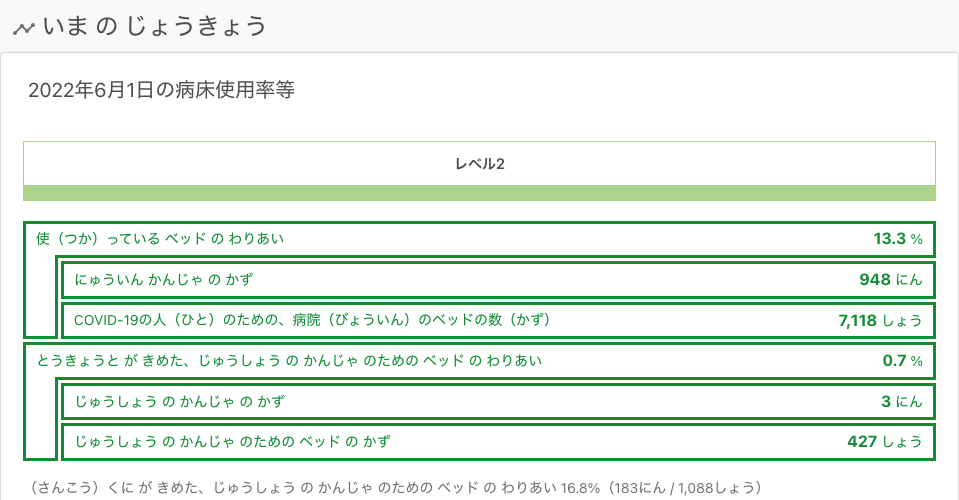 いま の じょうきょう
2022年6月1日の病床使用率等
レベル2
使（つか）っている ベッド の わりあい 13.3 %
にゅういん かんじゃ の かず 948 にん
COVID-19の人（ひと）のための、病院（びょういん）のベッドの数（かず） 7,118 しょう
とうきょうと が きめた、じゅうしょう の かんじゃ のための ベッド の わりあい 0.7 %
じゅうしょう の かんじゃ の かず 3 にん
じゅうしょう の かんじゃ のための ベッド の かず 427 しょう
（さんこう）くに が きめた、じゅうしょう の かんじゃ のための ベッド の わりあい 16.8%（183にん / 1,088しょう）